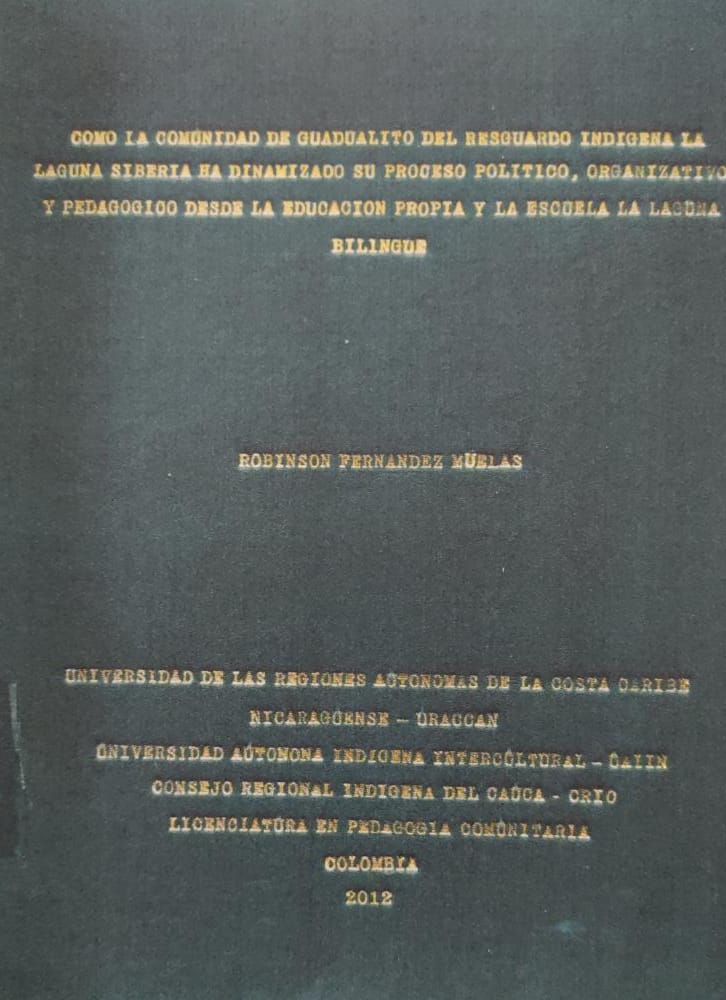 COMO LA COMUNIDAD DE GUADUALITO DEL RESGUARDO INDIGENA LA
LAGUNA SIBERIA HA DINAMIZADO SU PROCESO POLITICO, ORGANIZATIVO
Y PEDAGOGICO DESDE LA EDUCACION PROPIA Y LA ESCUELA LA LAGUNA
BILINGUE
ROBINSON FERNANDEZ MUELAS
UNIVERSIDAD DE LAS REGIONES AUTONOMAS DE LA COSTA CARIBE
NICARAGUENSE – URACCAN
UNIVERSIDAD AUTONOMA INDIGENA INTERCULTURAL – UAIIN
CONSEJO REGIONAL INDIGENA DEL CAUCA - CRIC
LICENCIATURA EN PEDAGOGIA COMUNITARIA
COLOMBIA
2012